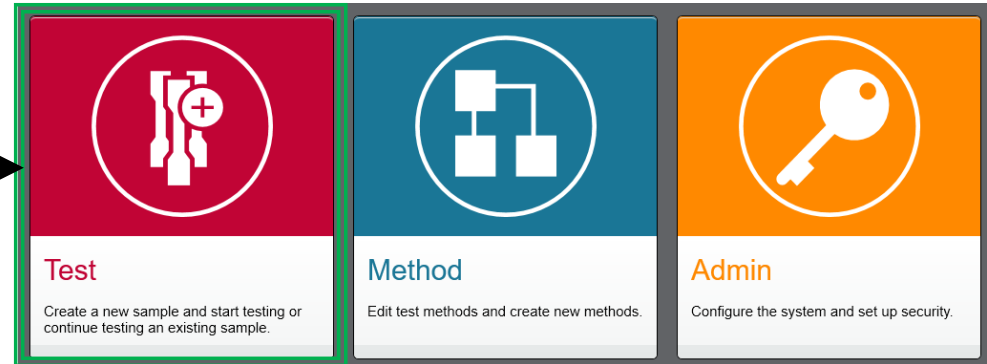 Test
Create a new sample and start testing or
continue testing an existing sample.
Method
Edit test methods and create new methods.
Admin
Configure the system and set up security.